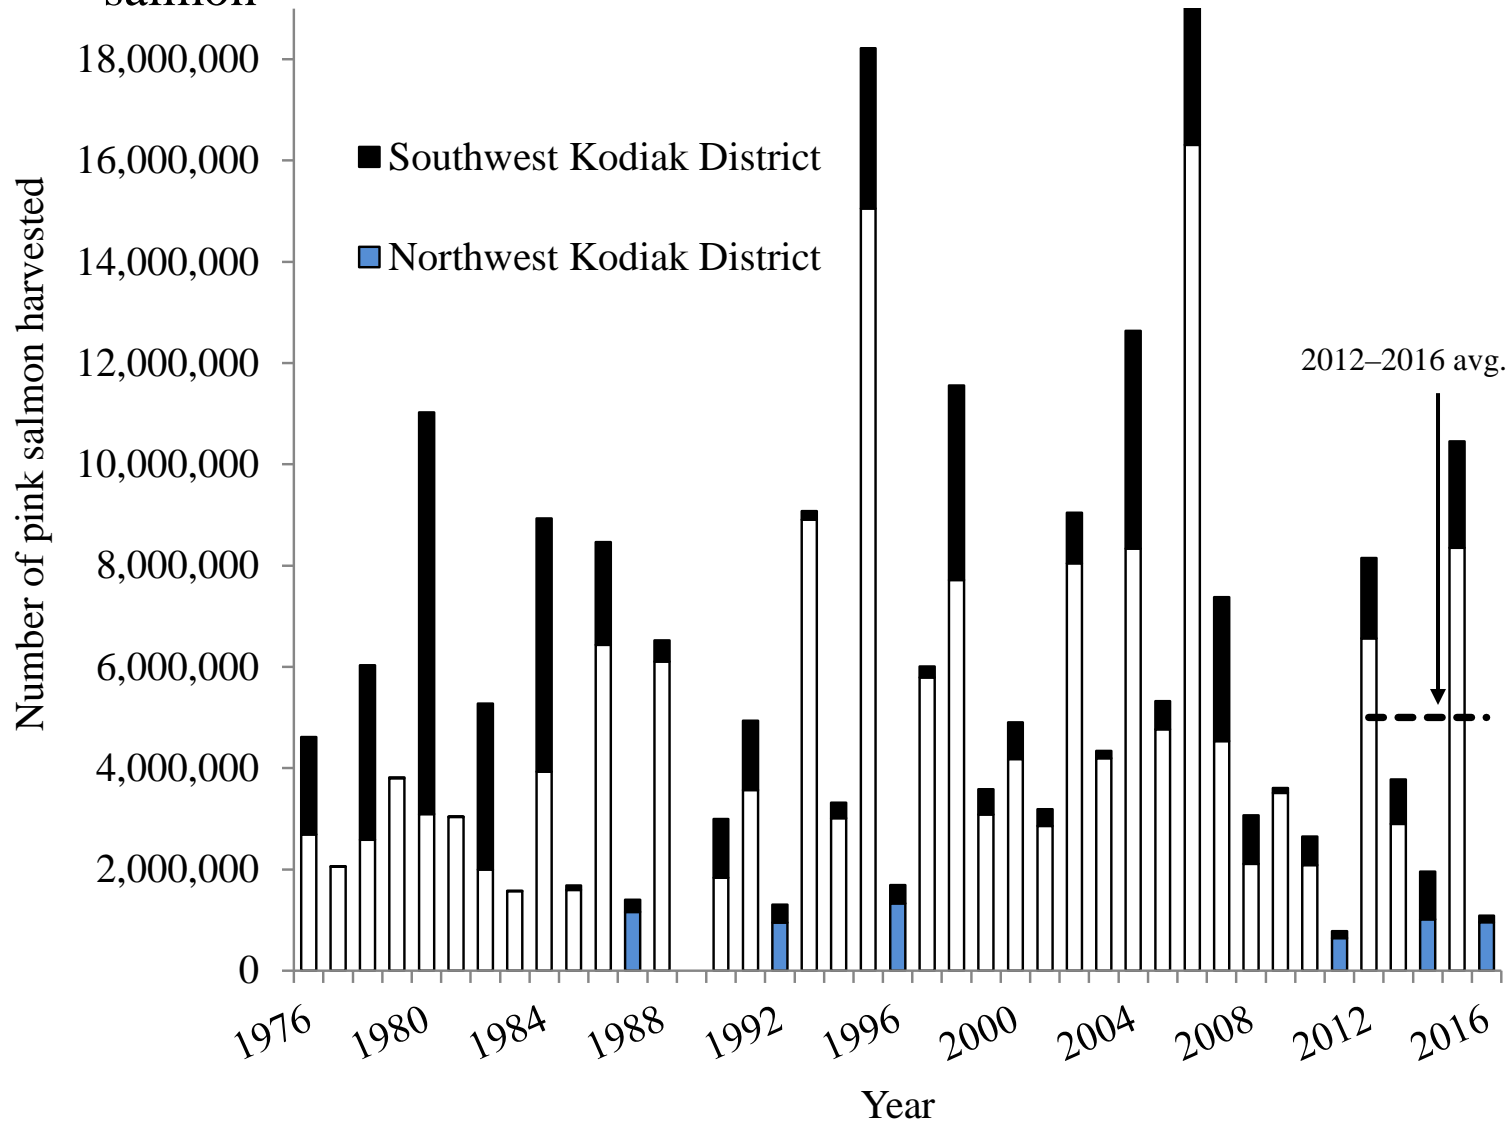 salmon
18,000,000
16,000,000
14,000,000
12,000,000
10,000,000
8,000,000
6,000,000
4,000,000
2,000,000
0
Number of pink salmon harvested
Southwest Kodiak District
Northwest Kodiak District
2012–2016 avg.
1976 1980 1984 1988 1992 1996 2000 2004 2008 2012 2016
Year